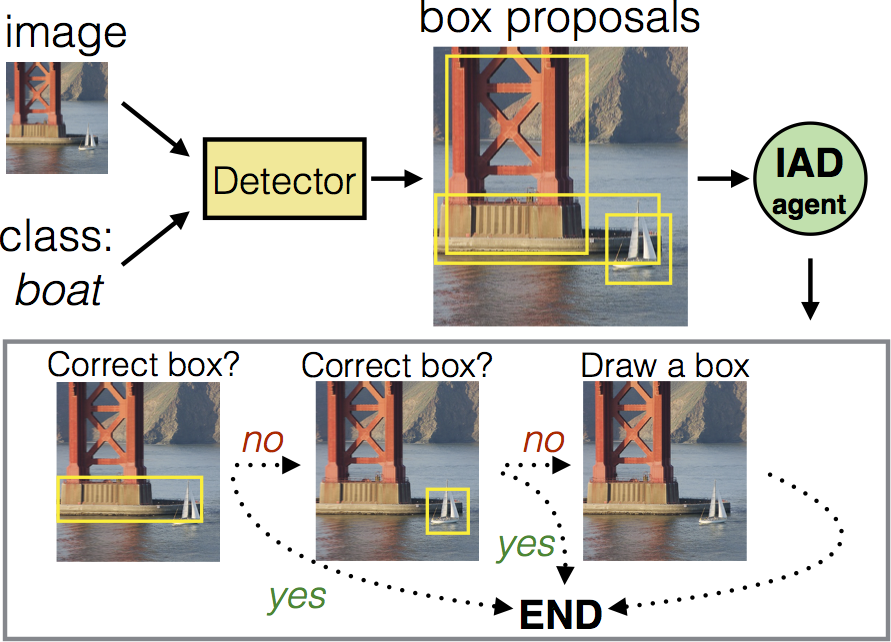 image
box proposals
class:
boat
Detector
IAD
agent
Correct box?
Correct box?
Draw a box
no
no
yes
yes
END